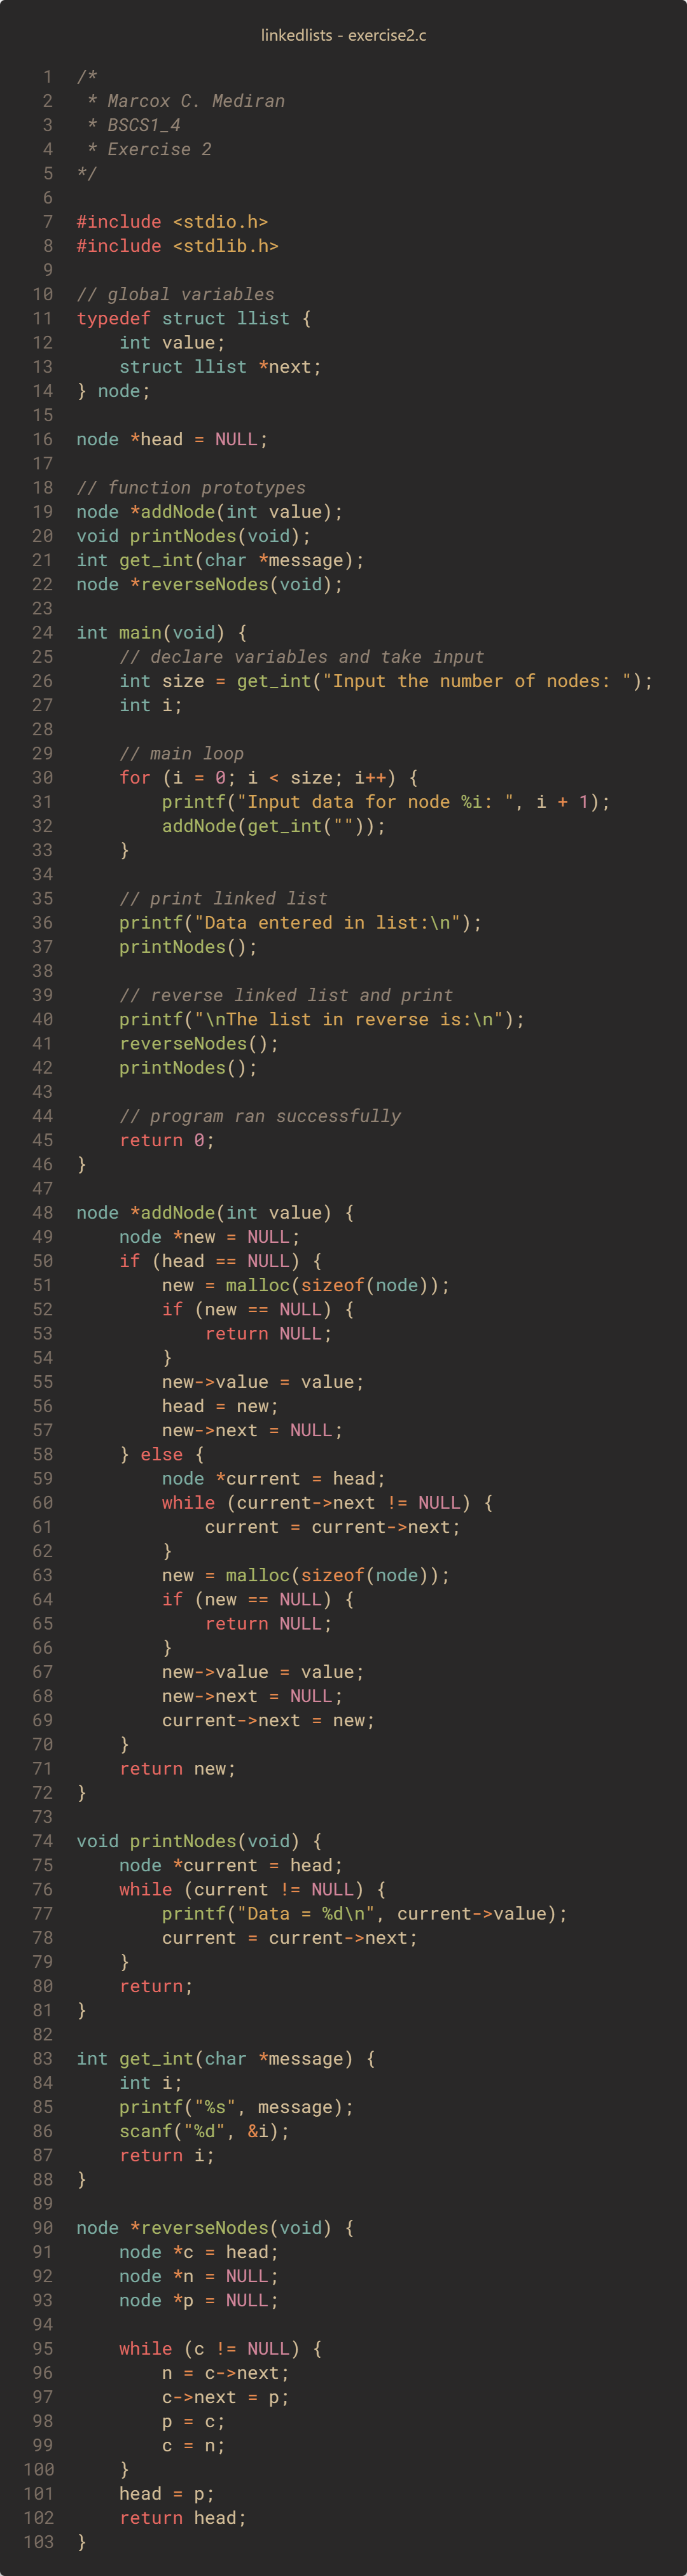 linkedlists - exercise2.c
1 /*
2  * Marcox C. Mediran
3  * BSCS1_4
4  * Exercise 2
5 */
6
7 #include <stdio.h>
8 #include <stdlib.h>
9
10 // global variables
11 typedef struct llist {
12     int value;
13     struct llist *next;
14 } node;
15
16 node *head = NULL;
17
18 // function prototypes
19 node *addNode(int value);
20 void printNodes(void);
21 int get_int(char *message);
22 node *reverseNodes(void);
23
24 int main(void) {
25     // declare variables and take input
26     int size = get_int("Input the number of nodes: ");
27     int i;
28
29     // main loop
30     for (i = 0; i < size; i++) {
31         printf("Input data for node %i: ", i + 1);
32         addNode(get_int(""));
33     }
34
35     // print linked list
36     printf("Data entered in list:\n");
37     printNodes();
38
39     // reverse linked list and print
40     printf("\nThe list in reverse is:\n");
41     reverseNodes();
42     printNodes();
43
44     // program ran successfully
45     return 0;
46 }
47
48 node *addNode(int value) {
49     node *new = NULL;
50     if (head == NULL) {
51         new = malloc(sizeof(node));
52         if (new == NULL) {
53             return NULL;
54         }
55         new->value = value;
56         head = new;
57         new->next = NULL;
58     } else {
59         node *current = head;
60         while (current->next != NULL) {
61             current = current->next;
62         }
63         new = malloc(sizeof(node));
64         if (new == NULL) {
65             return NULL;
66         }
67         new->value = value;
68         new->next = NULL;
69         current->next = new;
70     }
71     return new;
72 }
73
74 void printNodes(void) {
75     node *current = head;
76     while (current != NULL) {
77         printf("Data = %d\n", current->value);
78         current = current->next;
79     }
80     return;
81 }
82
83 int get_int(char *message) {
84     int i;
85     printf("%s", message);
86     scanf("%d", &i);
87     return i;
88 }
89
90 node *reverseNodes(void) {
91     node *c = head;
92     node *n = NULL;
93     node *p = NULL;
94
95     while (c != NULL) {
96         n = c->next;
97         c->next = p;
98         p = c;
99         c = n;
100     }
101     head = p;
102     return head;
103 }